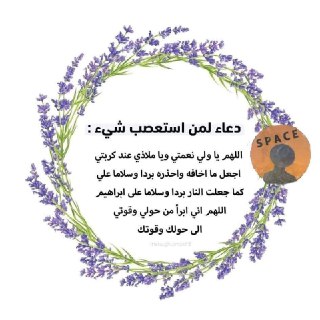 دعاء لمن استعصب شيء :
اللهم يا ولي نعمتي ويا ملاذي عند كربتي
اجعل ما اخافه واحذره بردا وسلاما علي
كما جعلت النار بردا وسلاما على ابراهيم
اللهم اني ابرأ من حولي وقوتي
الى حولك وقوتك
SPACE